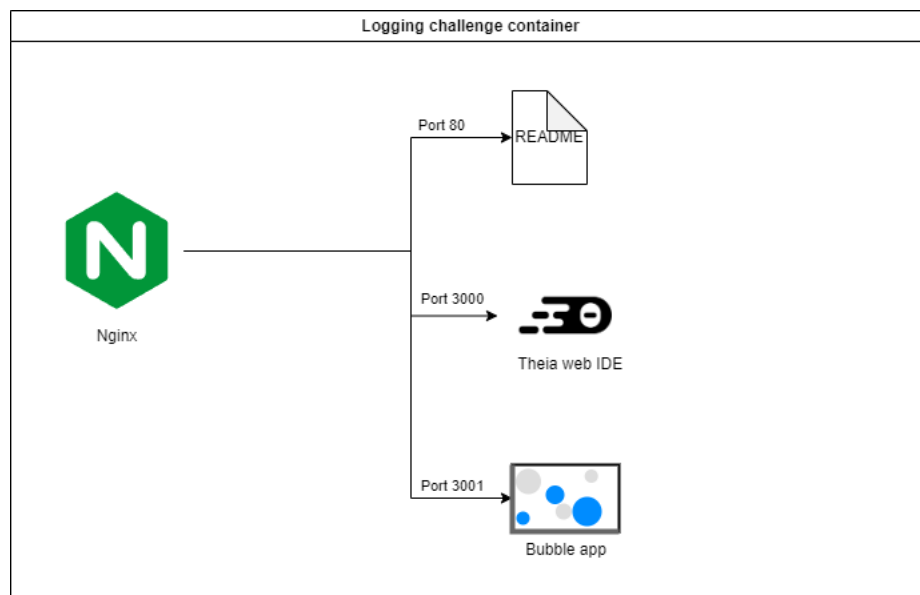 Logging challenge container
Port 80
README
N
Nginx
Port 3000
Theia web IDE
Port 3001
Bubble app